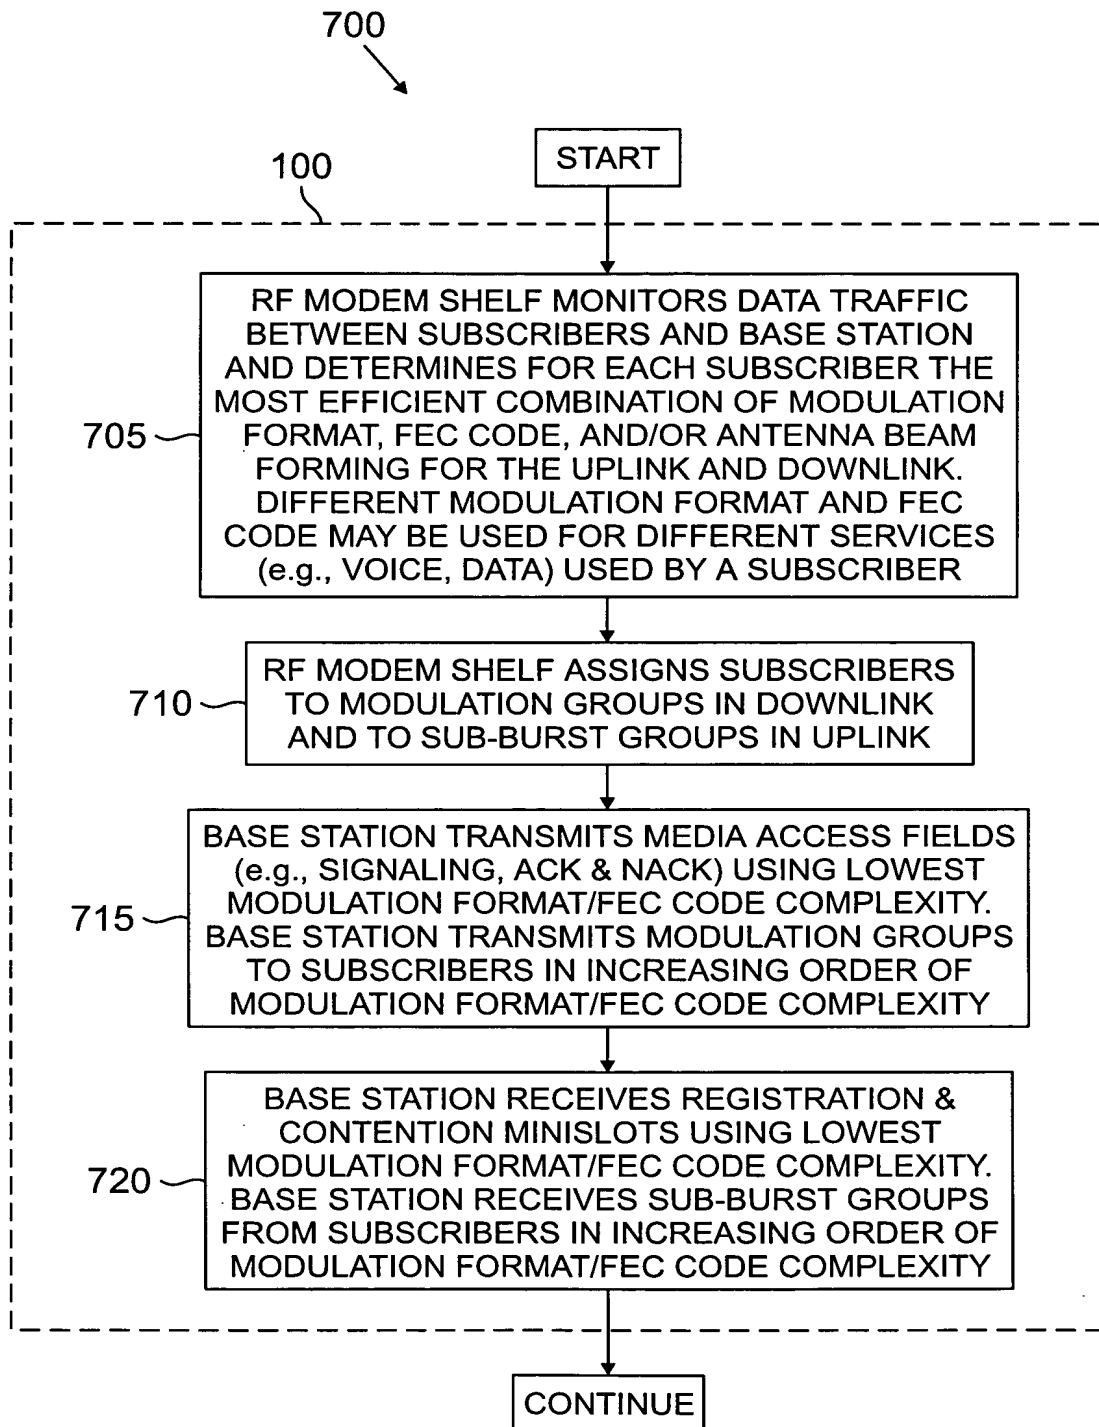 700
START
100
RF MODEM SHELF MONITORS DATA TRAFFIC
BETWEEN SUBSCRIBERS AND BASE STATION
AND DETERMINES FOR EACH SUBSCRIBER THE
MOST EFFICIENT COMBINATION OF MODULATION
FORMAT, FEC CODE, AND/OR ANTENNA BEAM
FORMING FOR THE UPLINK AND DOWNLINK.
DIFFERENT MODULATION FORMAT AND FEC
CODE MAY BE USED FOR DIFFERENT SERVICES
(e.g., VOICE, DATA) USED BY A SUBSCRIBER
705
RF MODEM SHELF ASSIGNS SUBSCRIBERS
TO MODULATION GROUPS IN DOWNLINK
AND TO SUB-BURST GROUPS IN UPLINK
710
BASE STATION TRANSMITS MEDIA ACCESS FIELDS
(e.g., SIGNALING, ACK & NACK) USING LOWEST
MODULATION FORMAT/FEC CODE COMPLEXITY.
BASE STATION TRANSMITS MODULATION GROUPS
TO SUBSCRIBERS IN INCREASING ORDER OF
MODULATION FORMAT/FEC CODE COMPLEXITY
715
BASE STATION RECEIVES REGISTRATION &
CONTENTION MINISLOTS USING LOWEST
MODULATION FORMAT/FEC CODE COMPLEXITY.
BASE STATION RECEIVES SUB-BURST GROUPS
FROM SUBSCRIBERS IN INCREASING ORDER OF
MODULATION FORMAT/FEC CODE COMPLEXITY
720
CONTINUE